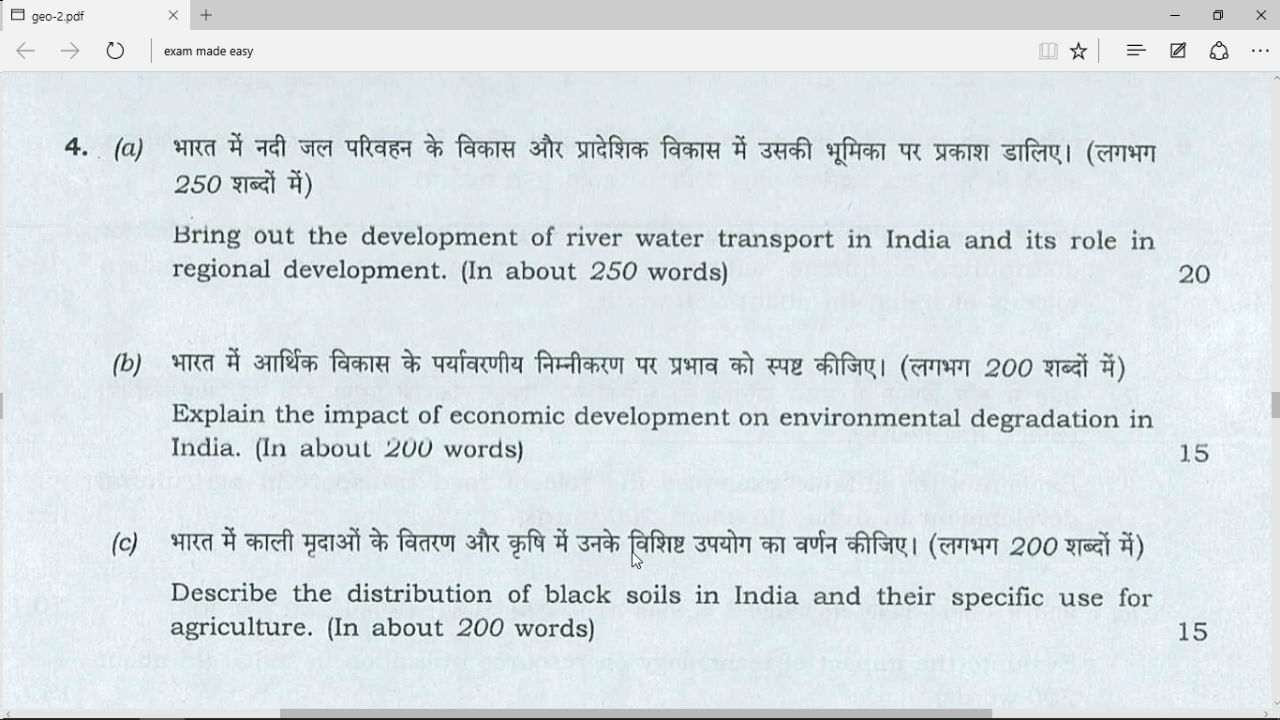 geo-2.pdf
exam made easy
4. (a) भारत में नदी जल परिवहन के विकास और प्रादेशिक विकास में उसकी भूमिका पर प्रकाश डालिए। (लगभग
250 शब्दों में)
Bring out the development of river water transport in India and its role in
regional development. (In about 250 words) 20
(b) भारत में आर्थिक विकास के पर्यावरणीय निम्नीकरण पर प्रभाव को स्पष्ट कीजिए। (लगभग 200 शब्दों में)
Explain the impact of economic development on environmental degradation in
India. (In about 200 words) 15
(c) भारत में काली मृदाओं के वितरण और कृषि में उनके विशिष्ट उपयोग का वर्णन कीजिए। (लगभग 200 शब्दों में)
Describe the distribution of black soils in India and their specific use for
agriculture. (In about 200 words) 15